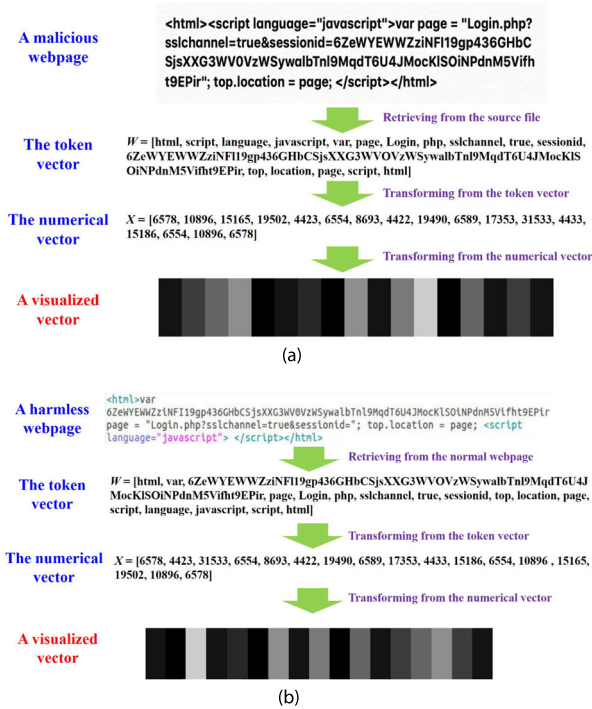 A malicious
webpage
<html><script language="javascript">var page = "Login.php?
sslchannel=true&sessionid=6ZeWYEWWZziNFl19gp436GHbC
SjsXXG3WV0VzWSywalbTnl9MqdT6U4JMocKlSOiNPdnM5Vifh
t9EPir"; top.location = page; </script></html>
Retrieving from the source file
The token
vector
W = [html, script, language, javascript, var, page, Login, php, sslchannel, true, sessionid,
6ZeWYEWWZziNFl19gp436GHbCSjsXXG3WVOVzWSywalbTnl9MqdT6U4JMocKlS
OiNPdnM5Vifht9EPir, top, location, page, script, html]
Transforming from the token vector
The numerical
vector
X = [6578, 10896, 15165, 19502, 4423, 6554, 8693, 4422, 19490, 6589, 17353, 31533, 4433,
15186, 6554, 10896, 6578]
Transforming from the numerical vector
A visualized
vector
(a)
A harmless
webpage
<html>var
6ZeWYEWWZziNFI19gp436GHbCSjsXXG3WV0VzWSywalbTnl9MqdT6U4JMocKlSOiNPdnM5Vifht9EPir
page = "Login.php?sslchannel=true&sessionid="; top.location = page; <script
language="javascript"> </script></html>
Retrieving from the normal webpage
The token
vector
W = [html, var, 6ZeWYEWWZziNFl19gp436GHbCSjsXXG3WVOVzWSywalbTnl9MqdT6U4J
MocKlSOiNPdnM5Vifht9EPir, page, Login, php, sslchannel, true, sessionid, top, location, page,
script, language, javascript, script, html]
Transforming from the token vector
The numerical
vector
X = [6578, 4423, 31533, 6554, 8693, 4422, 19490, 6589, 17353, 4433, 15186, 6554, 10896 , 15165,
19502, 10896, 6578]
Transforming from the numerical vector
A visualized
vector
(b)